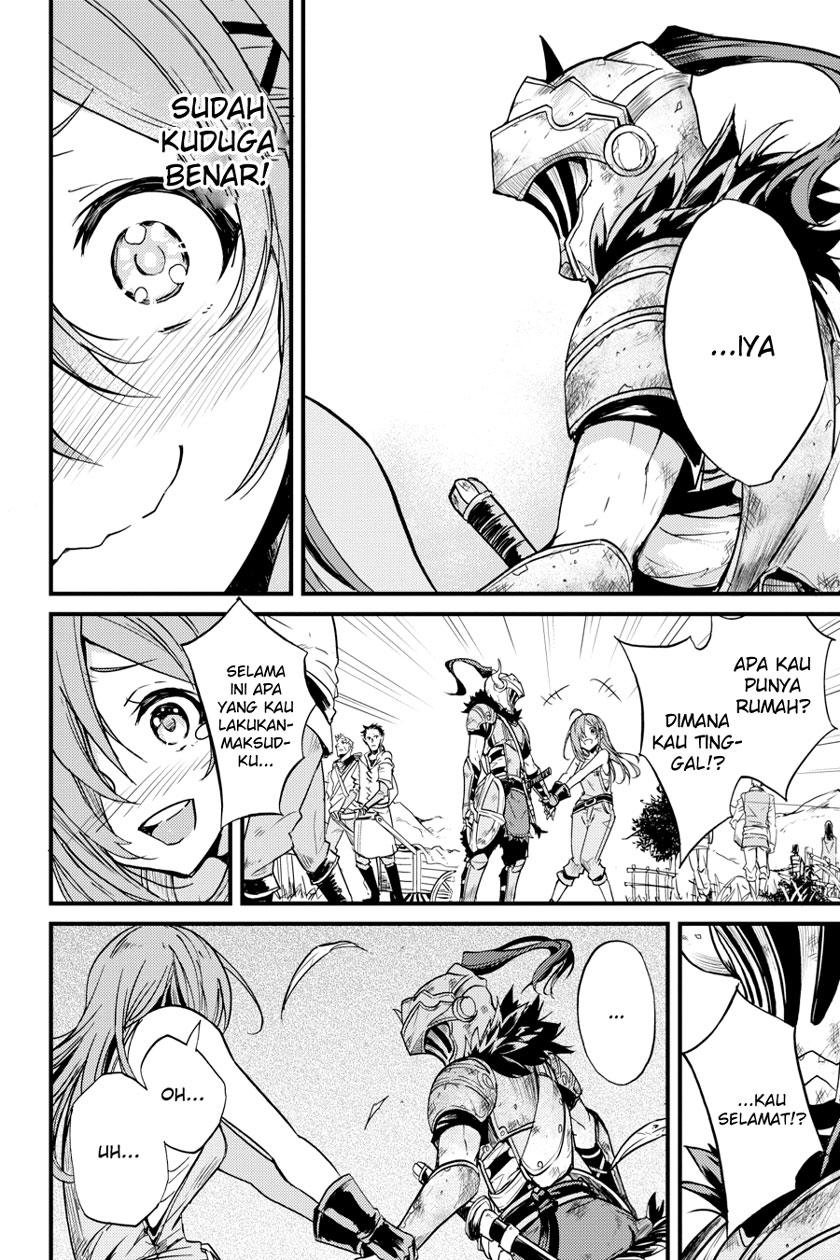 ...IYA
SUDAH
KUDUGA
BENAR!
APA KAU
PUNYA
RUMAH?
DIMANA
KAU TING-
GAL!?
SELAMA
INI APA
YANG KAU
LAKUKAN-
MAKSUD-
KU...
...KAU
SELAMAT!?
...
OH...
UH...